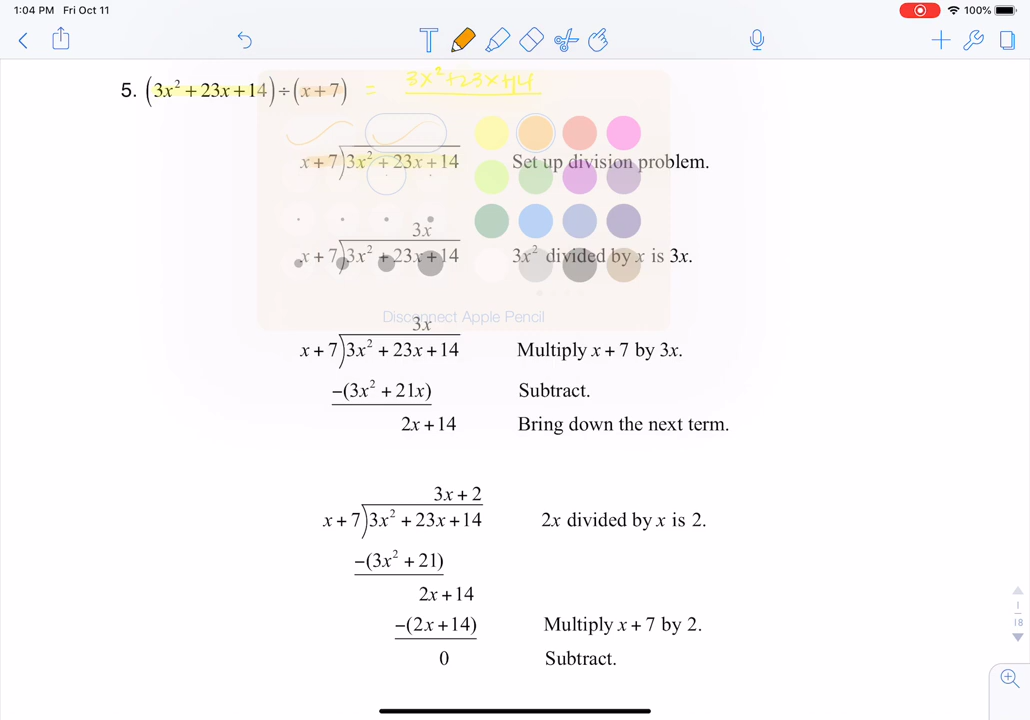 1:04 PM Fri Oct 11
100%
T
5. (3x² + 23x + 14) ÷ (x + 7) = 3x² + 23x + 14
x + 7)3x² + 23x + 14 Set up division problem.
3x
x + 7)3x² + 23x + 14 3x² divided by x is 3x.
Disconnect Apple Pencil
3x
x + 7)3x² + 23x + 14 Multiply x + 7 by 3x.
−(3x² + 21x) Subtract.
2x + 14 Bring down the next term.
3x + 2
x + 7)3x² + 23x + 14 2x divided by x is 2.
−(3x² + 21)
2x + 14
−(2x + 14) Multiply x + 7 by 2.
0 Subtract.
1
18